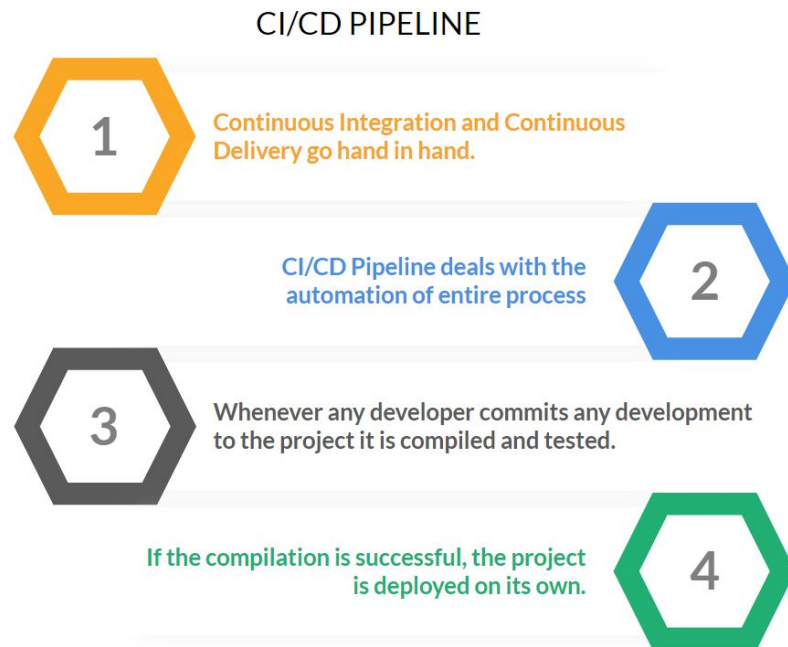 CI/CD PIPELINE
1
Continuous Integration and Continuous
Delivery go hand in hand.
CI/CD Pipeline deals with the
automation of entire process
2
3
Whenever any developer commits any development
to the project it is compiled and tested.
If the compilation is successful, the project
is deployed on its own.
4